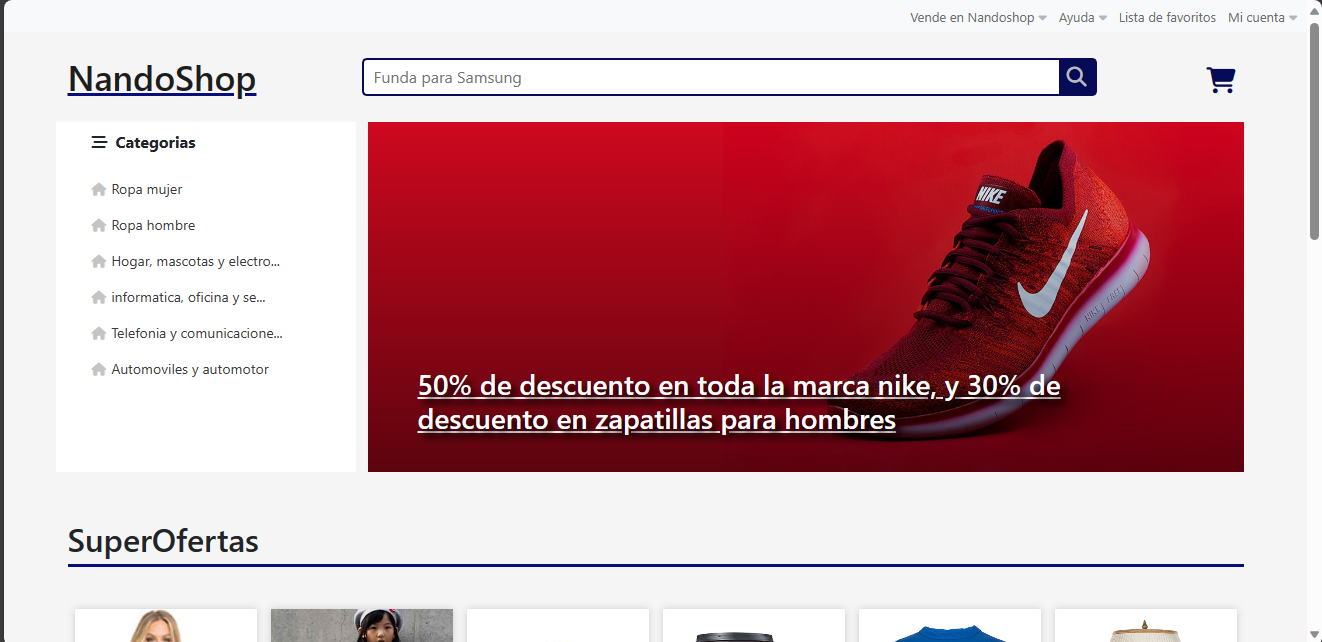 Vende en Nandoshop Ayuda Lista de favoritos Mi cuenta
NandoShop
Funda para Samsung
Categorias
Ropa mujer
Ropa hombre
Hogar, mascotas y electro...
informatica, oficina y se...
Telefonia y comunicacione...
Automoviles y automotor
NIKE
NIKE FREE
50% de descuento en toda la marca nike, y 30% de
descuento en zapatillas para hombres
SuperOfertas